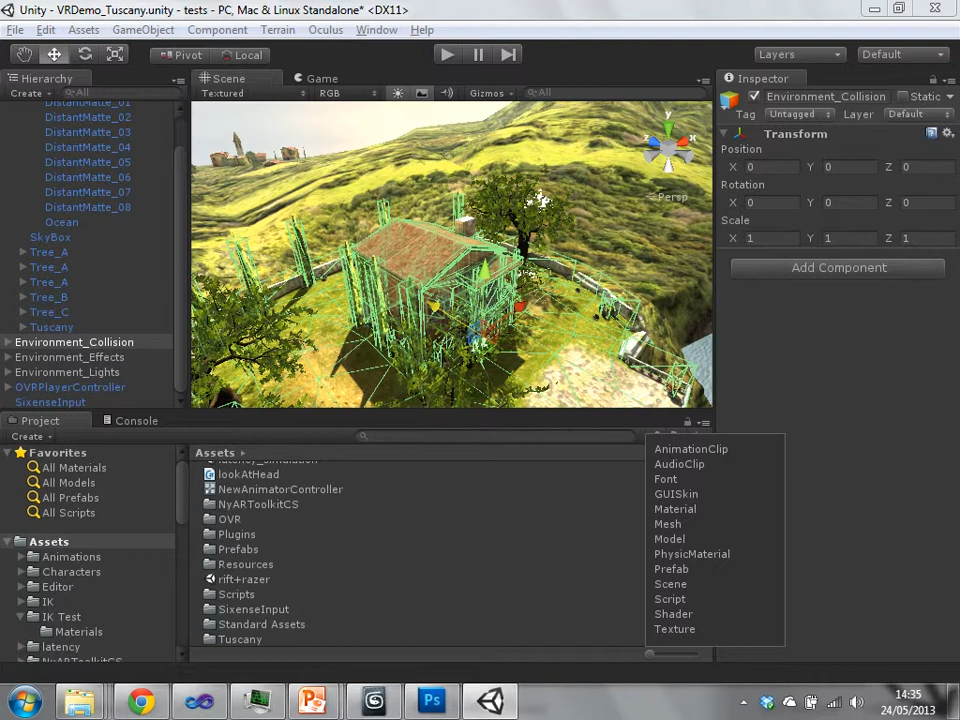 Unity - VRDemo_Tuscany.unity - tests - PC, Mac & Linux Standalone* <DX11>
File Edit Assets GameObject Component Terrain Oculus Window Help
Pivot Local Layers Default
Hierarchy
Create All
DistantMatte_01
DistantMatte_02
DistantMatte_03
DistantMatte_04
DistantMatte_05
DistantMatte_06
DistantMatte_07
DistantMatte_08
Ocean
SkyBox
Tree_A
Tree_A
Tree_A
Tree_B
Tree_C
Tuscany
Environment_Collision
Environment_Effects
Environment_Lights
OVRPlayerController
SixenseInput
Scene Game
Textured RGB Gizmos All
y
z x
Persp
Inspector
Environment_Collision Static
Tag Untagged Layer Default
Transform
Position
X 0 Y 0 Z 0
Rotation
X 0 Y 0 Z 0
Scale
X 1 Y 1 Z 1
Add Component
Project Console
Create
Favorites
All Materials
All Models
All Prefabs
All Scripts
Assets
Animations
Characters
Editor
IK
IK Test
Materials
latency
NyARToolkitCS
Assets
latency_simulation
lookAtHead
NewAnimatorController
NyARToolkitCS
OVR
Plugins
Prefabs
Resources
rift+razer
Scripts
SixenseInput
Standard Assets
Tuscany
AnimationClip
AudioClip
Font
GUISkin
Material
Mesh
Model
PhysicMaterial
Prefab
Scene
Script
Shader
Texture
14:35
24/05/2013